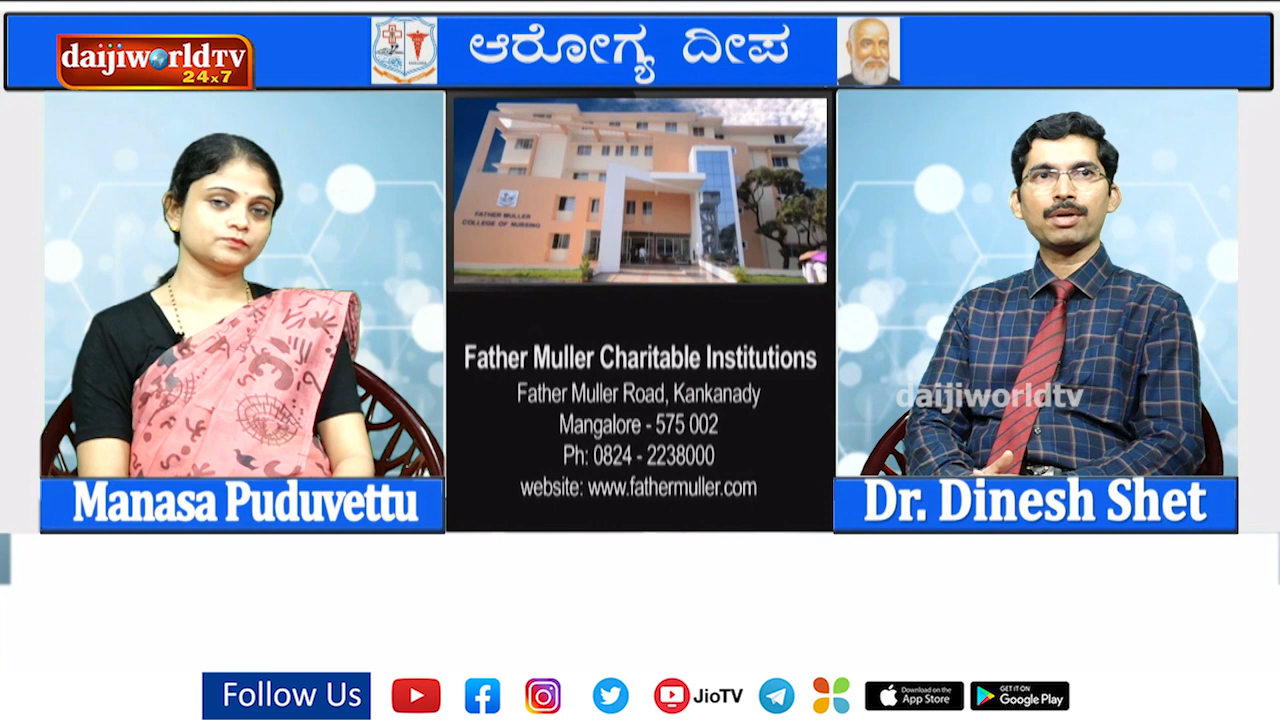 daijiworldTV
24x7
ಆರೋಗ್ಯ ದೀಪ
FATHER MULLER
COLLEGE OF NURSING
Father Muller Charitable Institutions
Father Muller Road, Kankanady
Mangalore - 575 002
Ph: 0824 - 2238000
website: www.fathermuller.com
daijiworldtv
Manasa Puduvettu
Dr. Dinesh Shet
Follow Us
JioTV
Download on the
App Store
GET IT ON
Google Play